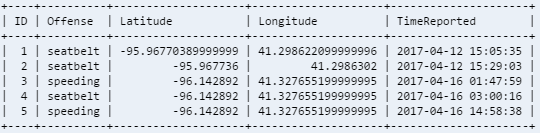 +----+----------+--------------------+--------------------+---------------------+
| ID | Offense  | Latitude           | Longitude          | TimeReported        |
+----+----------+--------------------+--------------------+---------------------+
|  1 | seatbelt | -95.96770389999999 | 41.298622099999996 | 2017-04-12 15:05:35 |
|  2 | seatbelt |         -95.967736 |         41.2986302 | 2017-04-12 15:29:03 |
|  3 | speeding |         -96.142892 | 41.327655199999995 | 2017-04-16 01:47:59 |
|  4 | seatbelt |         -96.142892 | 41.327655199999995 | 2017-04-16 03:00:16 |
|  5 | speeding |         -96.142892 | 41.327655199999995 | 2017-04-16 14:58:38 |
+----+----------+--------------------+--------------------+---------------------+